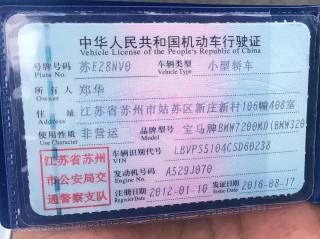 中华人民共和国机动车行驶证
Vehicle License of the People's Republic of China
号牌号码 苏E28NV0 车辆类型 小型轿车
Plate No. Vehicle Type
所有人 郑华
Owner
住址 江苏省苏州市姑苏区新庄新村106幢408室
Address
使用性质 非营运 品牌型号 宝马牌BMW7200MD(BMW320
Use Character Model
江苏省苏州市公安局交通警察支队
车辆识别代号 LBVPS5104CSD60238
VIN
发动机号码 A529J070
Engine No.
注册日期 2012-01-10 发证日期 2016-08-17
Register Date Issue Date